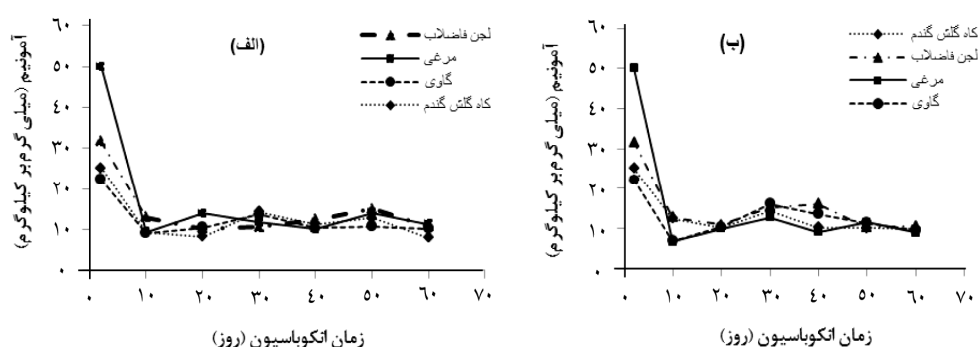 (الف)
آمونیم (میلی گرم بر کیلوگرم)
۶۰
۵۰
۴۰
۳۰
۲۰
۱۰
۰
لجن فاضلاب
مرغی
گاوی
کاه گلش گندم
۰ ۱۰ ۲۰ ۳۰ ۴۰ ۵۰ ۶۰ ۷۰
زمان انکوباسیون (روز)
(ب)
آمونیم (میلی گرم بر کیلوگرم)
۶۰
۵۰
۴۰
۳۰
۲۰
۱۰
۰
کاه گلش گندم
لجن فاضلاب
مرغی
گاوی
۰ ۱۰ ۲۰ ۳۰ ۴۰ ۵۰ ۶۰ ۷۰
زمان انکوباسیون (روز)